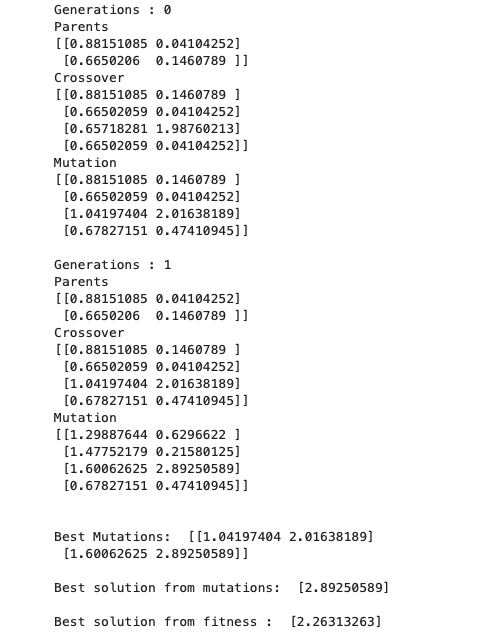 Generations : 0
Parents
[[0.88151085 0.04104252]
[0.6650206  0.1460789 ]]
Crossover
[[0.88151085 0.1460789 ]
[0.66502059 0.04104252]
[0.65718281 1.98760213]
[0.66502059 0.04104252]]
Mutation
[[0.88151085 0.1460789 ]
[0.66502059 0.04104252]
[1.04197404 2.01638189]
[0.67827151 0.47410945]]
Generations : 1
Parents
[[0.88151085 0.04104252]
[0.6650206  0.1460789 ]]
Crossover
[[0.88151085 0.1460789 ]
[0.66502059 0.04104252]
[1.04197404 2.01638189]
[0.67827151 0.47410945]]
Mutation
[[1.29887644 0.6296622 ]
[1.47752179 0.21580125]
[1.60062625 2.89250589]
[0.67827151 0.47410945]]
Best Mutations:  [[1.04197404 2.01638189]
[1.60062625 2.89250589]]
Best solution from mutations:  [2.89250589]
Best solution from fitness :  [2.26313263]